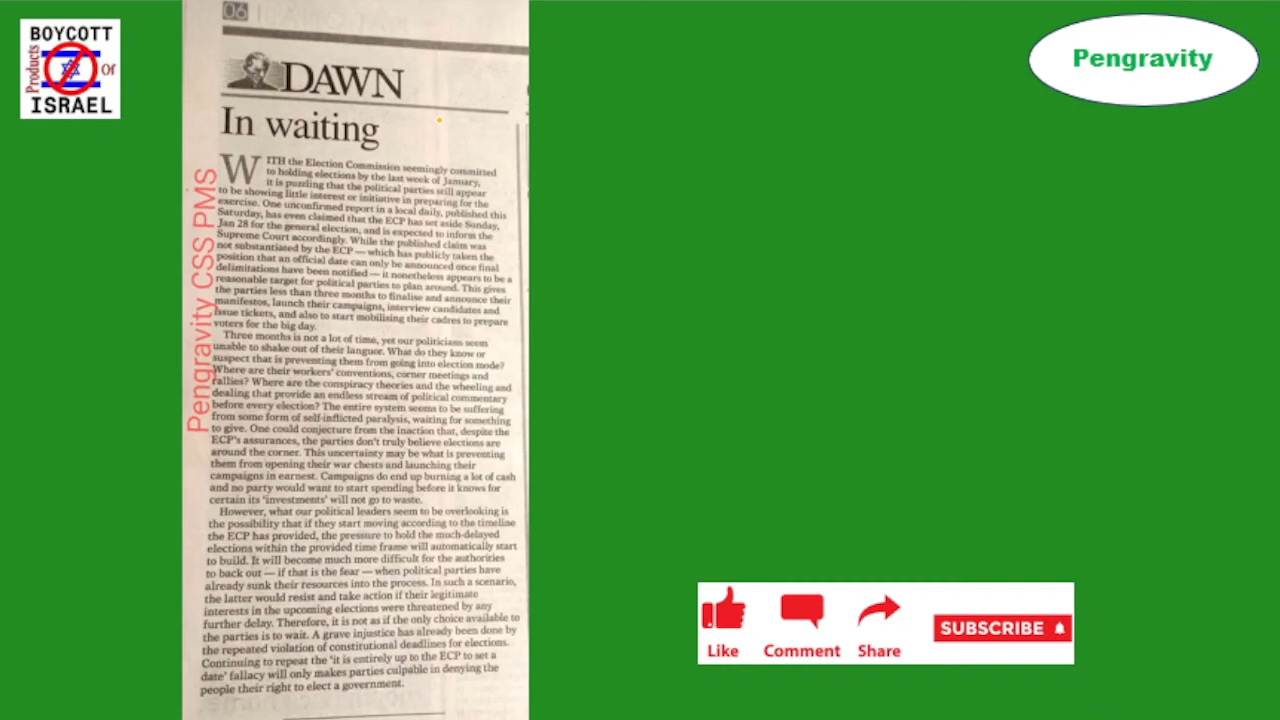 BOYCOTT
Products
or
ISRAEL
06
DAWN
In waiting
WITH the Election Commission seemingly committed
to holding elections by the last week of January,
it is puzzling that the political parties still appear
to be showing little interest or initiative in preparing for the
exercise. One unconfirmed report in a local daily, published this
Saturday, has even claimed that the ECP has set aside Sunday,
Jan 28 for the general election, and is expected to inform the
Supreme Court accordingly. While the published claim was
not substantiated by the ECP — which has publicly taken the
position that an official date can only be announced once final
delimitations have been notified — it nonetheless appears to be a
reasonable target for political parties to plan around. This gives
the parties less than three months to finalise and announce their
manifestos, launch their campaigns, interview candidates and
issue tickets, and also to start mobilising their cadres to prepare
voters for the big day.
Three months is not a lot of time, yet our politicians seem
unable to shake out of their languor. What do they know or
suspect that is preventing them from going into election mode?
Where are their workers' conventions, corner meetings and
rallies? Where are the conspiracy theories and the wheeling and
dealing that provide an endless stream of political commentary
before every election? The entire system seems to be suffering
from some form of self-inflicted paralysis, waiting for something
to give. One could conjecture from the inaction that, despite the
ECP's assurances, the parties don't truly believe elections are
around the corner. This uncertainty may be what is preventing
them from opening their war chests and launching their
campaigns in earnest. Campaigns do end up burning a lot of cash
and no party would want to start spending before it knows for
certain its 'investments' will not go to waste.
However, what our political leaders seem to be overlooking is
the possibility that if they start moving according to the timeline
the ECP has provided, the pressure to hold the much-delayed
elections within the provided time frame will automatically start
to build. It will become much more difficult for the authorities
to back out — if that is the fear — when political parties have
already sunk their resources into the process. In such a scenario,
the latter would resist and take action if their legitimate
interests in the upcoming elections were threatened by any
further delay. Therefore, it is not as if the only choice available to
the parties is to wait. A grave injustice has already been done by
the repeated violation of constitutional deadlines for elections.
Continuing to repeat the 'it is entirely up to the ECP to set a
date' fallacy will only makes parties culpable in denying the
people their right to elect a government.
Pengravity CSS PMS
Pengravity
Like
Comment
Share
SUBSCRIBE